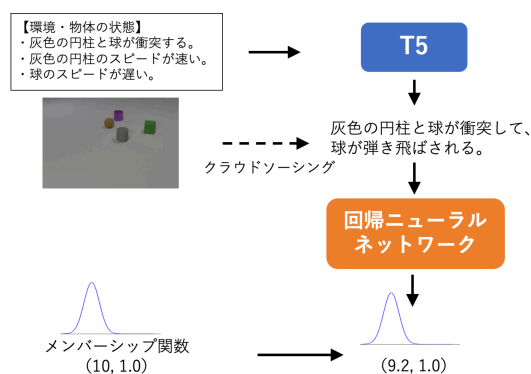 【環境・物体の状態】
・灰色の円柱と球が衝突する。
・灰色の円柱のスピードが速い。
・球のスピードが遅い。
T5
灰色の円柱と球が衝突して、
球が弾き飛ばされる。
クラウドソーシング
回帰ニューラル
ネットワーク
メンバーシップ関数
(10, 1.0)
(9.2, 1.0)